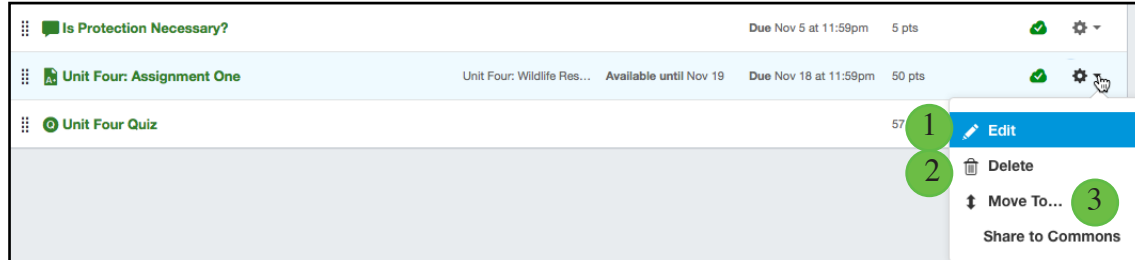 Is Protection Necessary? Due Nov 5 at 11:59pm 5 pts
A+ Unit Four: Assignment One Unit Four: Wildlife Res... Available until Nov 19 Due Nov 18 at 11:59pm 50 pts
Q Unit Four Quiz 57
1 Edit
2 Delete
Move To... 3
Share to Commons